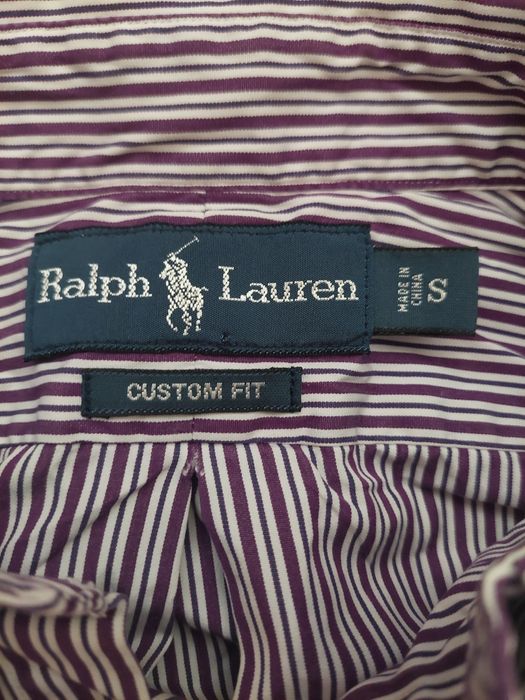 Ralph Lauren
MADE IN
CHINA
S
CUSTOM FIT